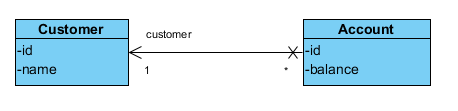 Customer
-id
-name
customer
1
*
Account
-id
-balance